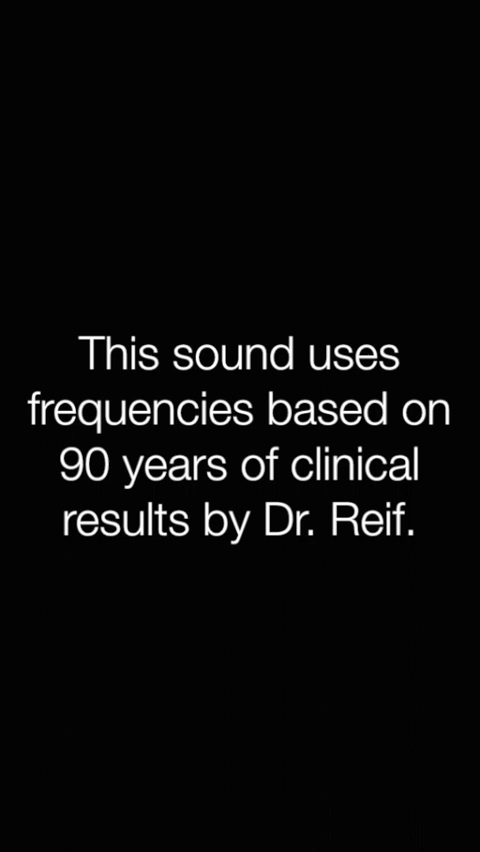 This sound uses
frequencies based on
90 years of clinical
results by Dr. Reif.